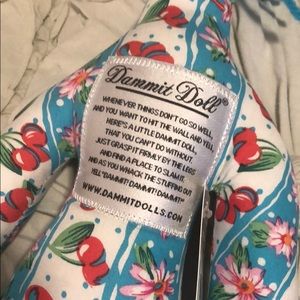 Dammit Doll®
WHENEVER THINGS DON'T GO SO WELL,
AND YOU WANT TO HIT THE WALL AND YELL,
HERE'S A LITTLE DAMMIT DOLL,
THAT YOU CAN'T DO WITHOUT.
JUST GRASP IT FIRMLY BY THE LEGS
AND FIND A PLACE TO SLAM IT.
AND AS YOU WHACK THE STUFFING OUT
YELL "DAMMIT! DAMMIT! DAMMIT!"
WWW.DAMMITDOLLS.COM